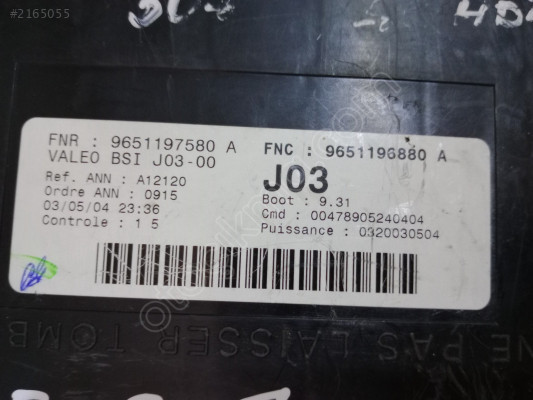 #2165055
FNR : 9651197580 A
FNC : 9651196880 A
VALEO BSI J03-00
J03
Ref. ANN : A12120
Ordre ANN : 0915
Boot : 9.31
03/05/04 23:36
Cmd : 00478905240404
Controle : 1 5
Puissance : 0320030504
NE PAS LAISSER TOMB